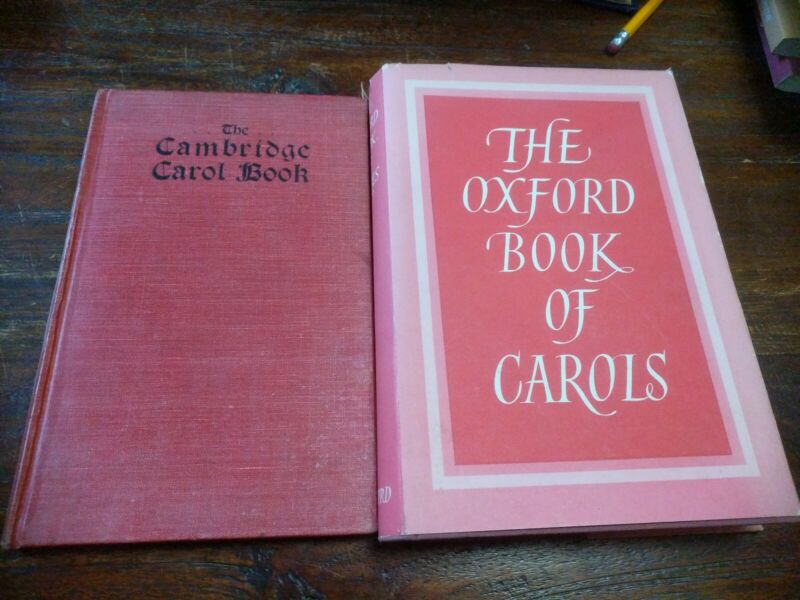 The
Cambridge
Carol Book
THE
OXFORD
BOOK
OF
CAROLS